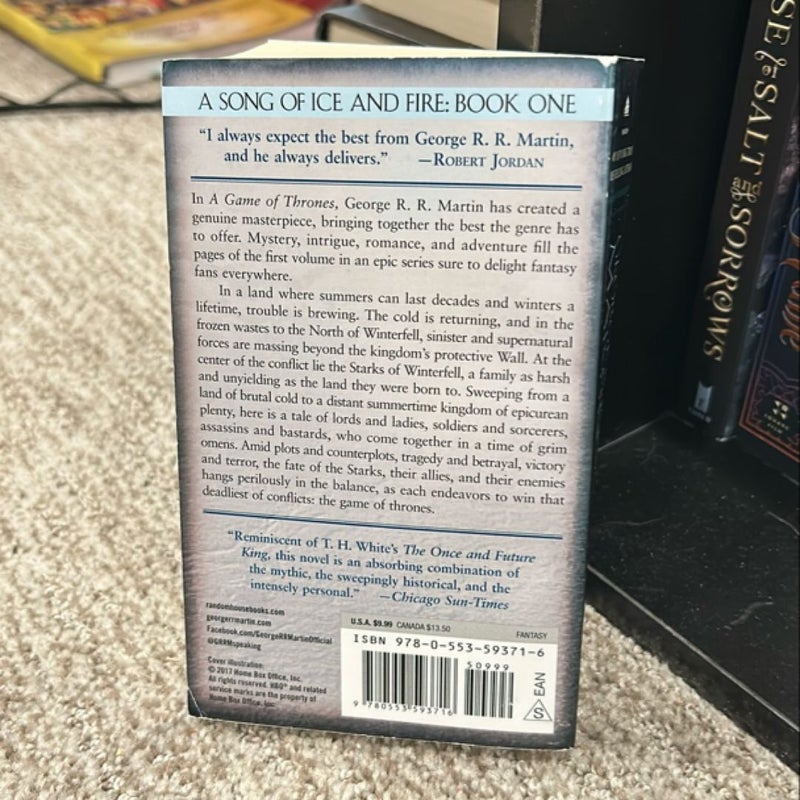 A SONG OF ICE AND FIRE: BOOK ONE
“I always expect the best from George R. R. Martin,
and he always delivers.” —ROBERT JORDAN
In A Game of Thrones, George R. R. Martin has created a
genuine masterpiece, bringing together the best the genre has
to offer. Mystery, intrigue, romance, and adventure fill the
pages of the first volume in an epic series sure to delight fantasy
fans everywhere.
In a land where summers can last decades and winters a
lifetime, trouble is brewing. The cold is returning, and in the
frozen wastes to the North of Winterfell, sinister and supernatural
forces are massing beyond the kingdom’s protective Wall. At the
center of the conflict lie the Starks of Winterfell, a family as harsh
and unyielding as the land they were born to. Sweeping from a
land of brutal cold to a distant summertime kingdom of epicurean
plenty, here is a tale of lords and ladies, soldiers and sorcerers,
assassins and bastards, who come together in a time of grim
omens. Amid plots and counterplots, tragedy and betrayal, victory
and terror, the fate of the Starks, their allies, and their enemies
hangs perilously in the balance, as each endeavors to win that
deadliest of conflicts: the game of thrones.
“Reminiscent of T. H. White’s The Once and Future
King, this novel is an absorbing combination of
the mythic, the sweepingly historical, and the
intensely personal.” —Chicago Sun-Times
randomhousebooks.com
georgerrmartin.com
Facebook.com/GeorgeRRMartinOfficial
@GRRMspeaking
Cover illustration:
© 2017 Home Box Office, Inc.
All rights reserved. HBO® and related
service marks are the property of
Home Box Office, Inc.
U.S.A. $9.99 CANADA $13.50
FANTASY
ISBN 978-0-553-59371-6
50999
9 780553 593716
EAN
S
SE of SALT and SORROWS